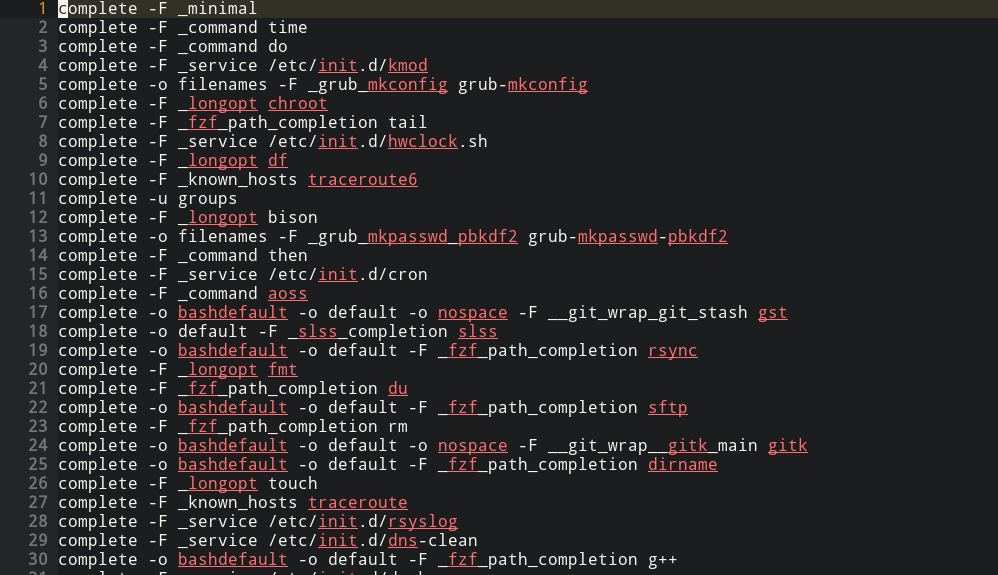 1 complete -F _minimal
2 complete -F _command time
3 complete -F _command do
4 complete -F _service /etc/init.d/kmod
5 complete -o filenames -F _grub_mkconfig grub-mkconfig
6 complete -F _longopt chroot
7 complete -F _fzf_path_completion tail
8 complete -F _service /etc/init.d/hwclock.sh
9 complete -F _longopt df
10 complete -F _known_hosts traceroute6
11 complete -u groups
12 complete -F _longopt bison
13 complete -o filenames -F _grub_mkpasswd_pbkdf2 grub-mkpasswd-pbkdf2
14 complete -F _command then
15 complete -F _service /etc/init.d/cron
16 complete -F _command aoss
17 complete -o bashdefault -o default -o nospace -F __git_wrap_git_stash gst
18 complete -o default -F _slss_completion slss
19 complete -o bashdefault -o default -F _fzf_path_completion rsync
20 complete -F _longopt fmt
21 complete -F _fzf_path_completion du
22 complete -o bashdefault -o default -F _fzf_path_completion sftp
23 complete -F _fzf_path_completion rm
24 complete -o bashdefault -o default -o nospace -F __git_wrap__gitk_main gitk
25 complete -o bashdefault -o default -F _fzf_path_completion dirname
26 complete -F _longopt touch
27 complete -F _known_hosts traceroute
28 complete -F _service /etc/init.d/rsyslog
29 complete -F _service /etc/init.d/dns-clean
30 complete -o bashdefault -o default -F _fzf_path_completion g++